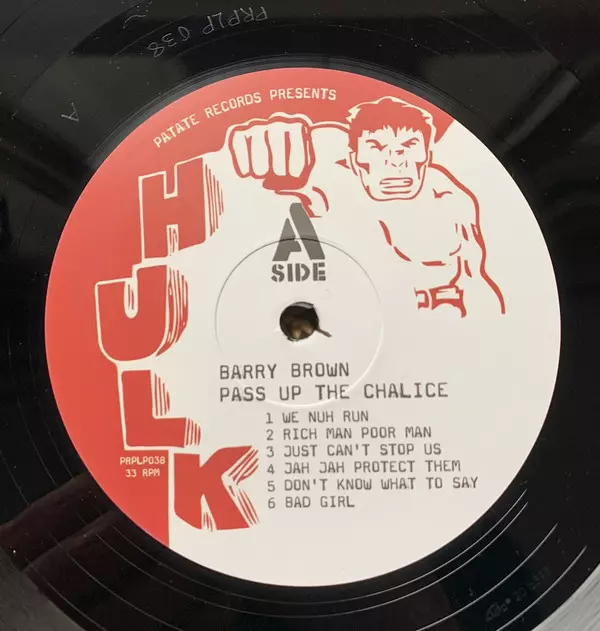 PRPLP 038
A
PATATE RECORDS PRESENTS
HULK
A
SIDE
BARRY BROWN
PASS UP THE CHALICE
1 WE NUH RUN
2 RICH MAN POOR MAN
3 JUST CAN'T STOP US
4 JAH JAH PROTECT THEM
5 DON'T KNOW WHAT TO SAY
6 BAD GIRL
PRPLP038
33 RPM